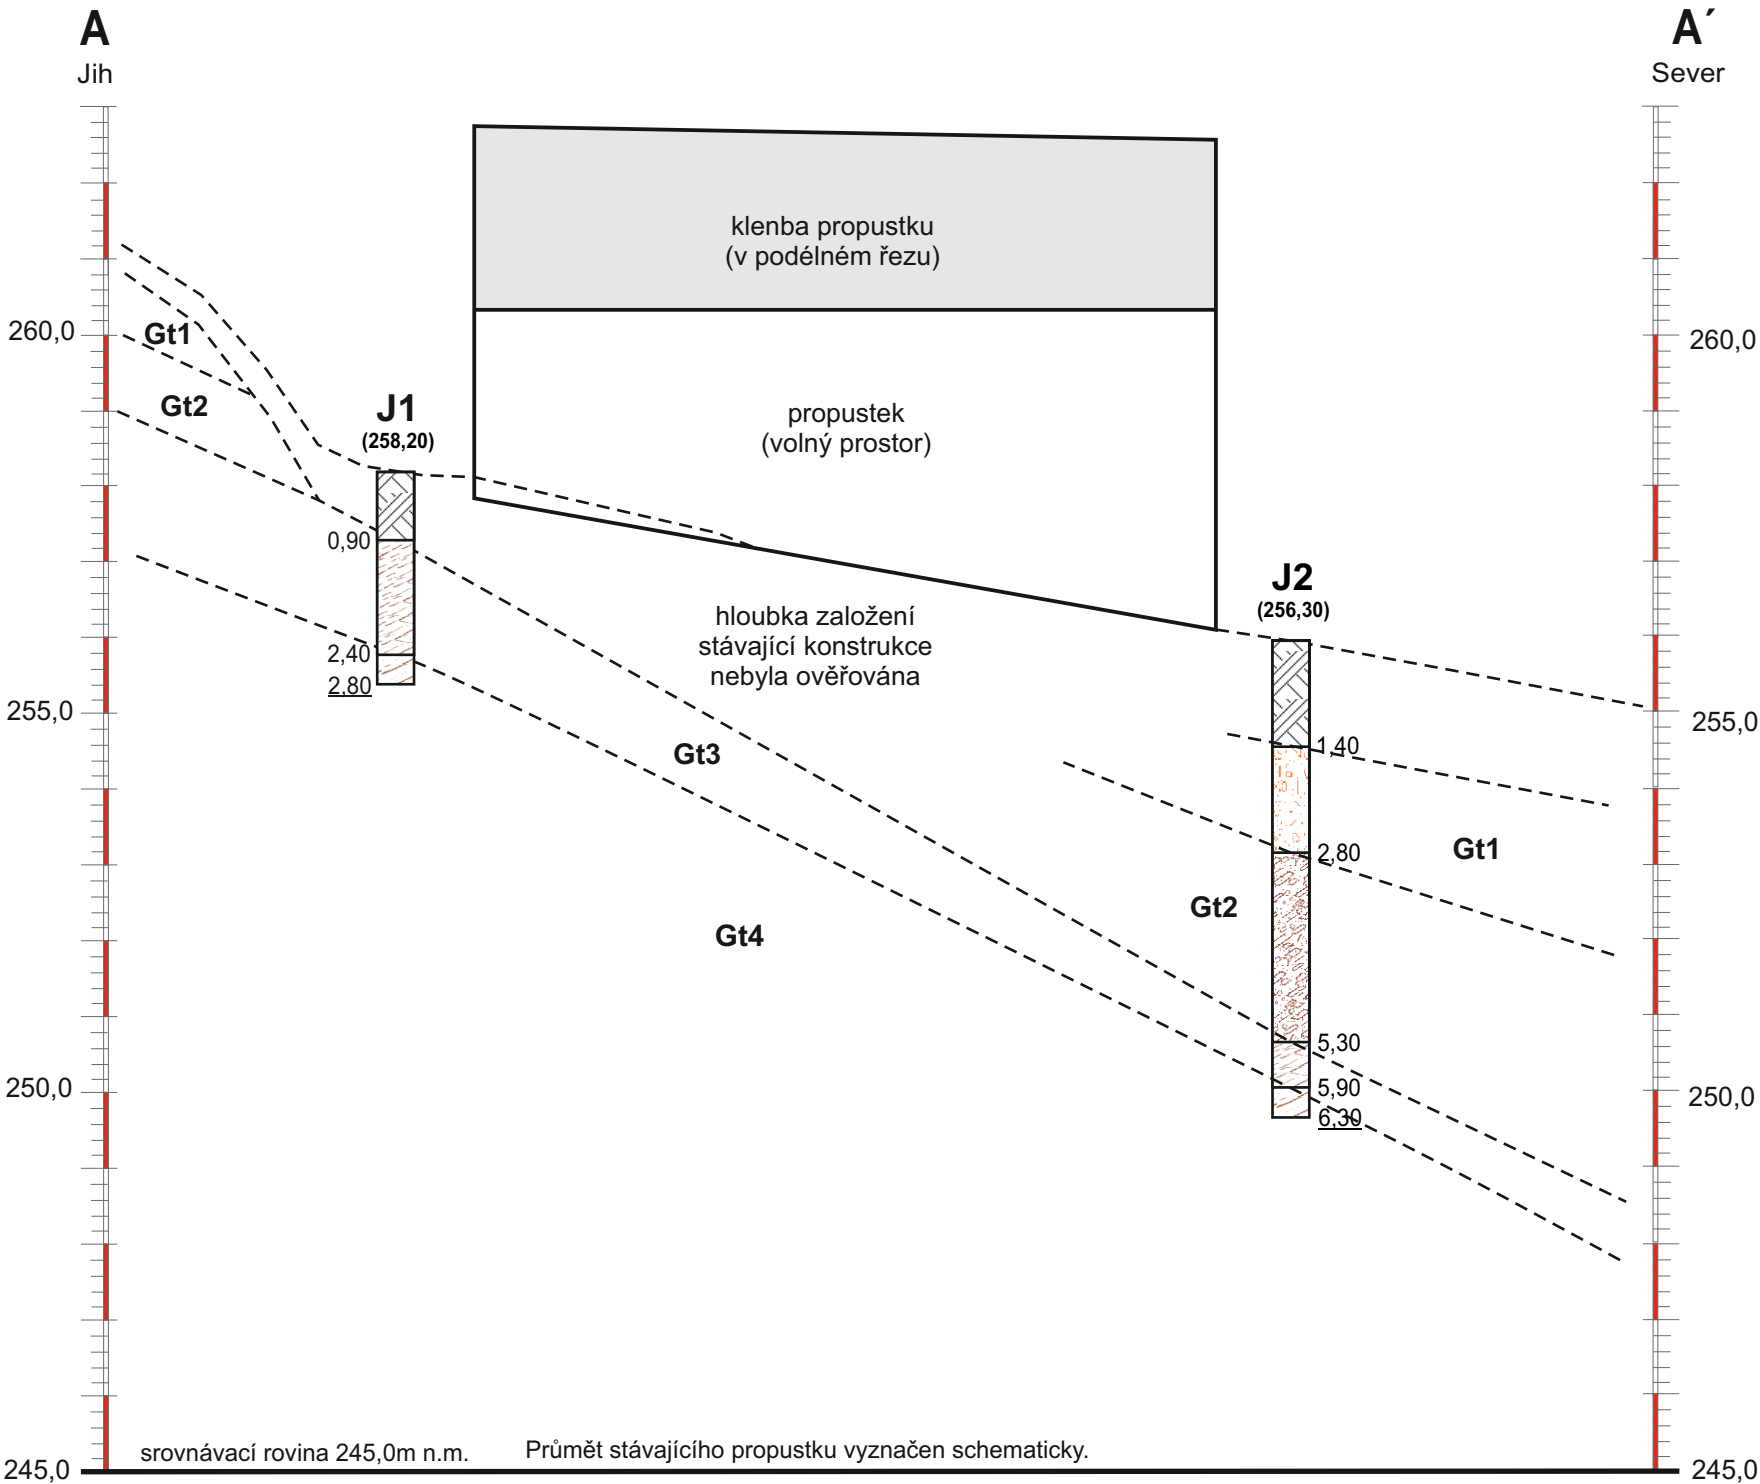 A
Jih
A´
Sever
klenba propustku
(v podélném řezu)
260,0
Gt1
260,0
Gt2
J1
(258,20)
propustek
(volný prostor)
0,90
2,40
2,80
hloubka založení
stávající konstrukce
nebyla ověřována
J2
(256,30)
255,0
255,0
Gt3
1,40
2,80
Gt1
Gt2
Gt4
5,30
5,90
6,30
250,0
250,0
srovnávací rovina 245,0m n.m.
Průmět stávajícího propustku vyznačen schematicky.
245,0
245,0